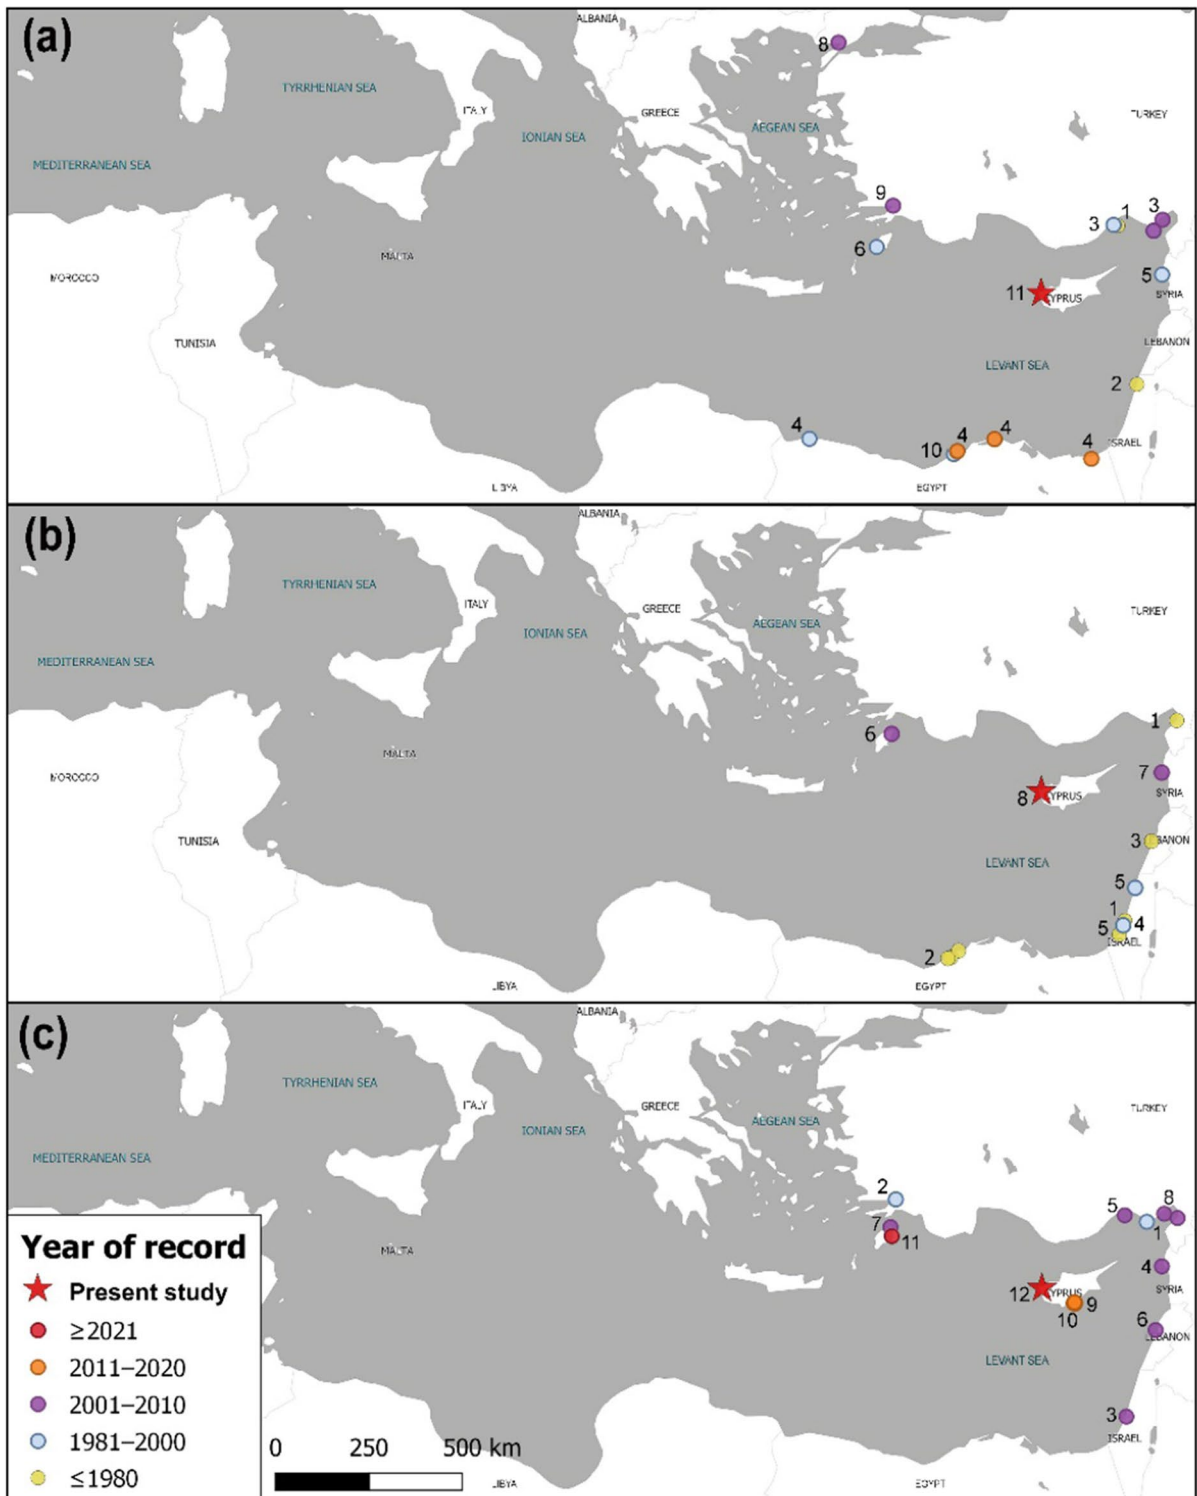 (a)
ALBANIA
8
TYRRHENIAN SEA
ITALY
GREECE
AEGEAN SEA
TURKEY
IONIAN SEA
MEDITERRANEAN SEA
9
3 1 3
6
MALTA
MOROCCO
5
11 CYPRUS
SYRIA
TUNISIA
LEBANON
LEVANT SEA
2
4
10 4 4 4
ISRAEL
LIBYA
EGYPT
(b)
ALBANIA
TYRRHENIAN SEA
ITALY
GREECE
AEGEAN SEA
TURKEY
IONIAN SEA
MEDITERRANEAN SEA
1
6
MALTA
MOROCCO
7
8 CYPRUS
SYRIA
TUNISIA
3 LEBANON
LEVANT SEA
5
1
5 4
ISRAEL
2
LIBYA
EGYPT
(c)
ALBANIA
TYRRHENIAN SEA
ITALY
GREECE
AEGEAN SEA
TURKEY
IONIAN SEA
MEDITERRANEAN SEA
2
5 8
7
1
11
MALTA
4
12 CYPRUS
SYRIA
9
10
6
LEBANON
LEVANT SEA
3
ISRAEL
LIBYA
EGYPT
Year of record
Present study
≥2021
2011–2020
2001–2010
1981–2000
≤1980
0 250 500 km